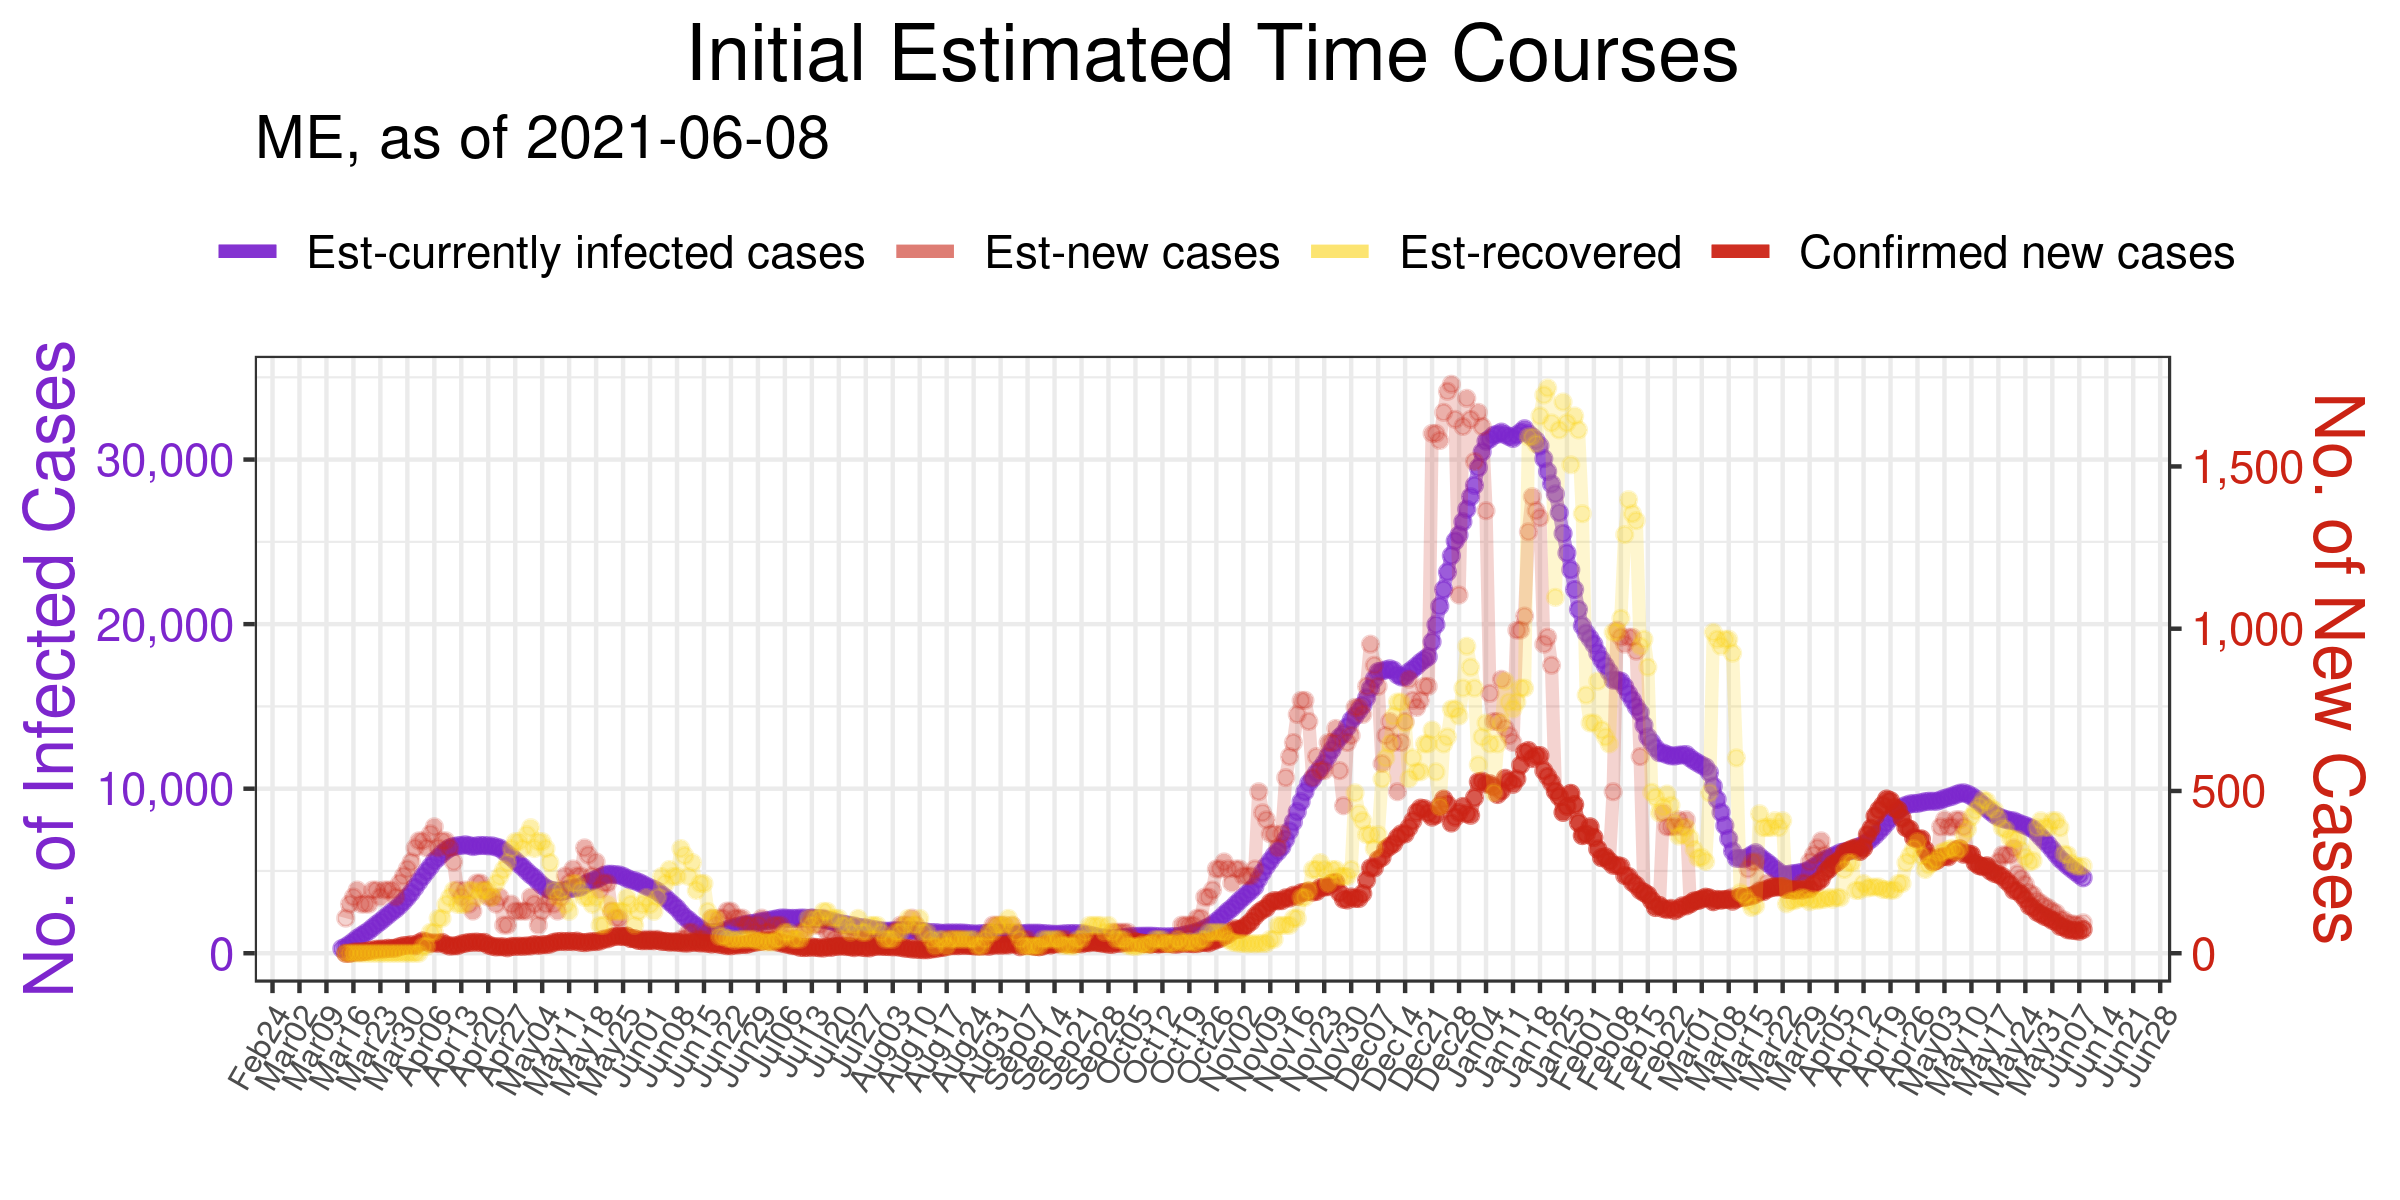 Initial Estimated Time Courses
ME, as of 2021-06-08
Est-currently infected cases Est-new cases Est-recovered Confirmed new cases
No. of Infected Cases
30,000
20,000
10,000
0
1,500
1,000
500
0
No. of New Cases
Feb24 Mar02 Mar09 Mar16 Mar23 Mar30 Apr06 Apr13 Apr20 Apr27 May04 May11 May18 May25 Jun01 Jun08 Jun15 Jun22 Jun29 Jul06 Jul13 Jul20 Jul27 Aug03 Aug10 Aug17 Aug24 Aug31 Sep07 Sep14 Sep21 Sep28 Oct05 Oct12 Oct19 Oct26 Nov02 Nov09 Nov16 Nov23 Nov30 Dec07 Dec14 Dec21 Dec28 Jan04 Jan11 Jan18 Jan25 Feb01 Feb08 Feb15 Feb22 Mar01 Mar08 Mar15 Mar22 Mar29 Apr05 Apr12 Apr19 Apr26 May03 May10 May17 May24 May31 Jun07 Jun14 Jun21 Jun28